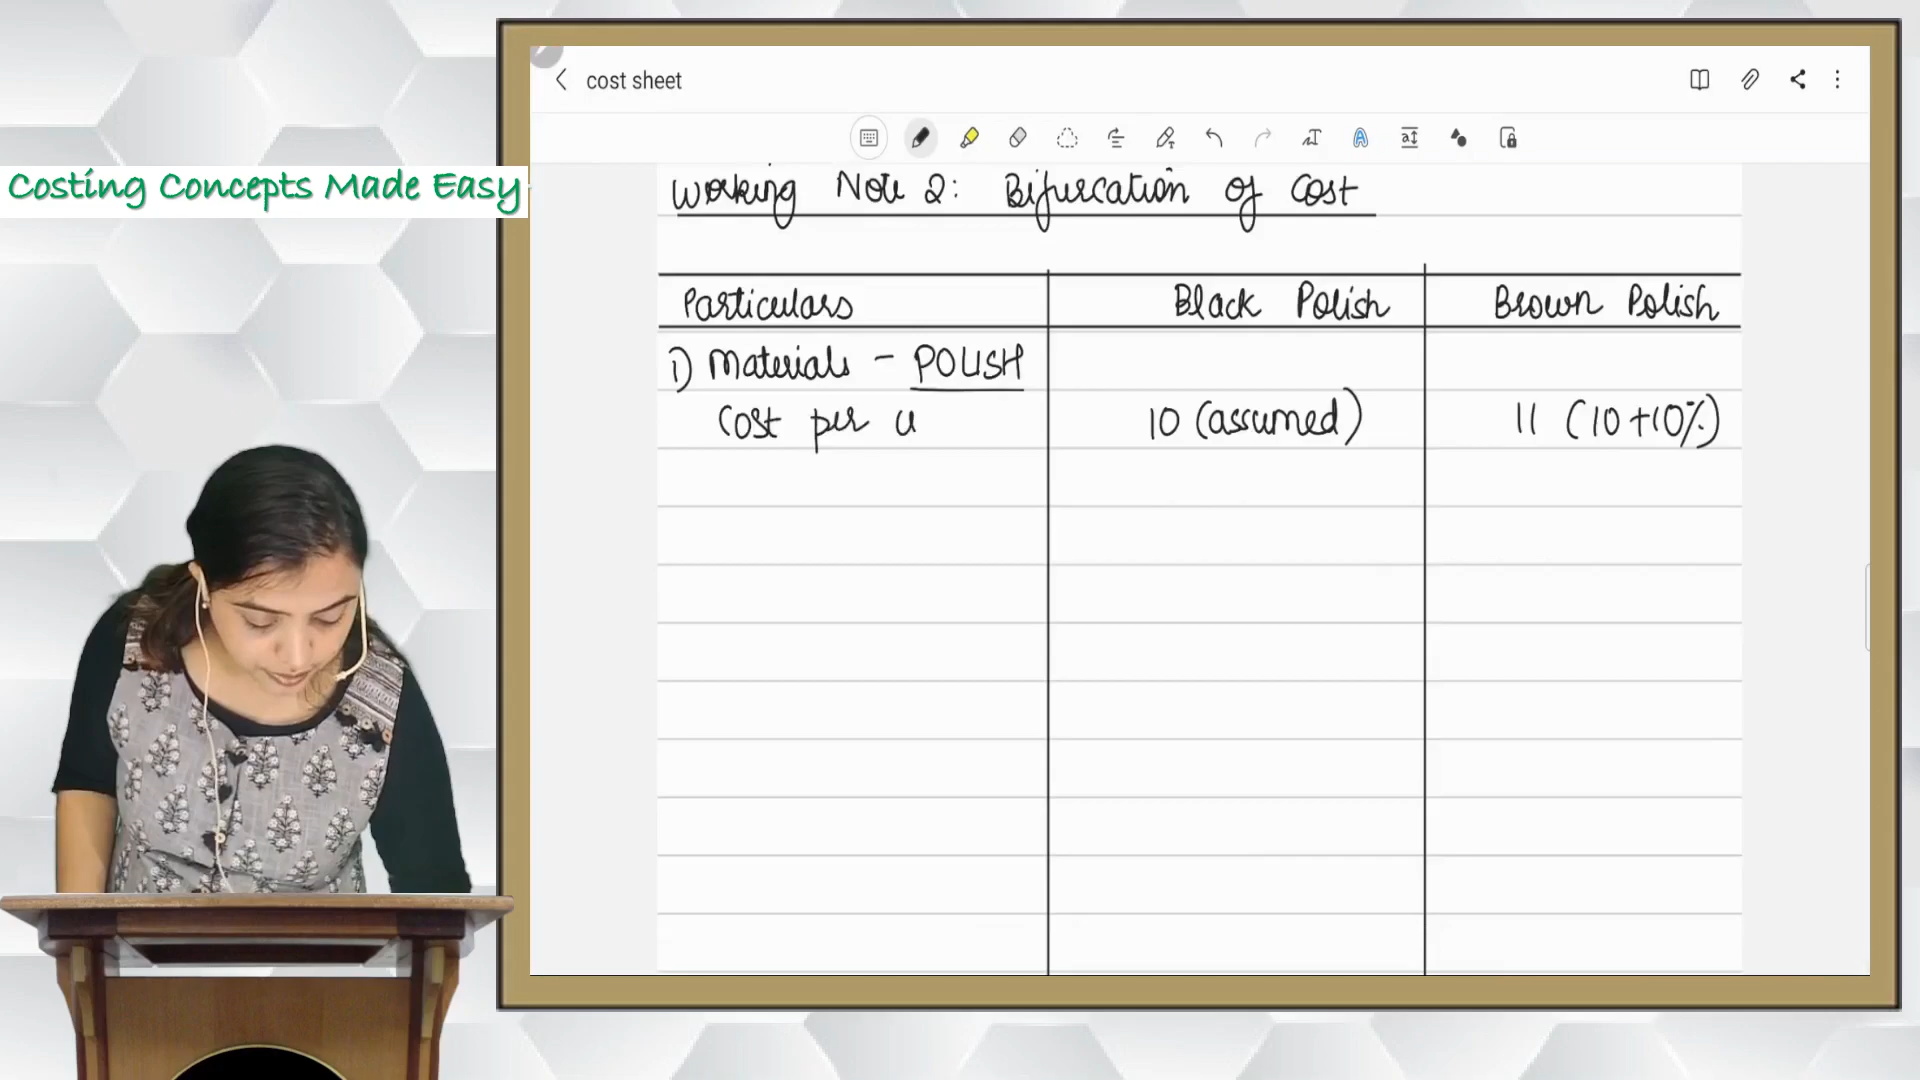 cost sheet
Costing Concepts Made Easy
Working Note 2: Bifurcation of Cost
Particulars Black Polish Brown Polish
1) Materials - POLISH
Cost per u 10 (assumed) 11 (10+10%)